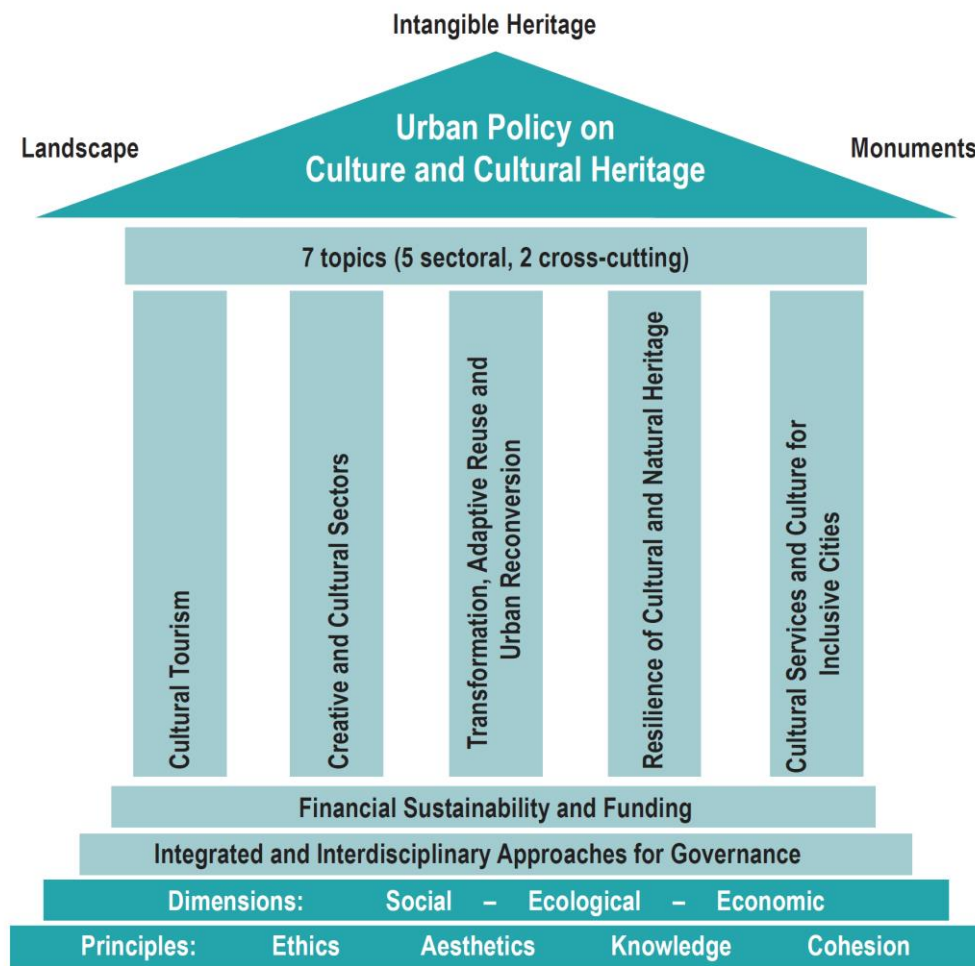 Intangible Heritage
Landscape
Monuments
Urban Policy on
Culture and Cultural Heritage
7 topics (5 sectoral, 2 cross-cutting)
Cultural Tourism
Creative and Cultural Sectors
Transformation, Adaptive Reuse and
Urban Reconversion
Resilience of Cultural and Natural Heritage
Cultural Services and Culture for
Inclusive Cities
Financial Sustainability and Funding
Integrated and Interdisciplinary Approaches for Governance
Dimensions: Social – Ecological – Economic
Principles: Ethics Aesthetics Knowledge Cohesion